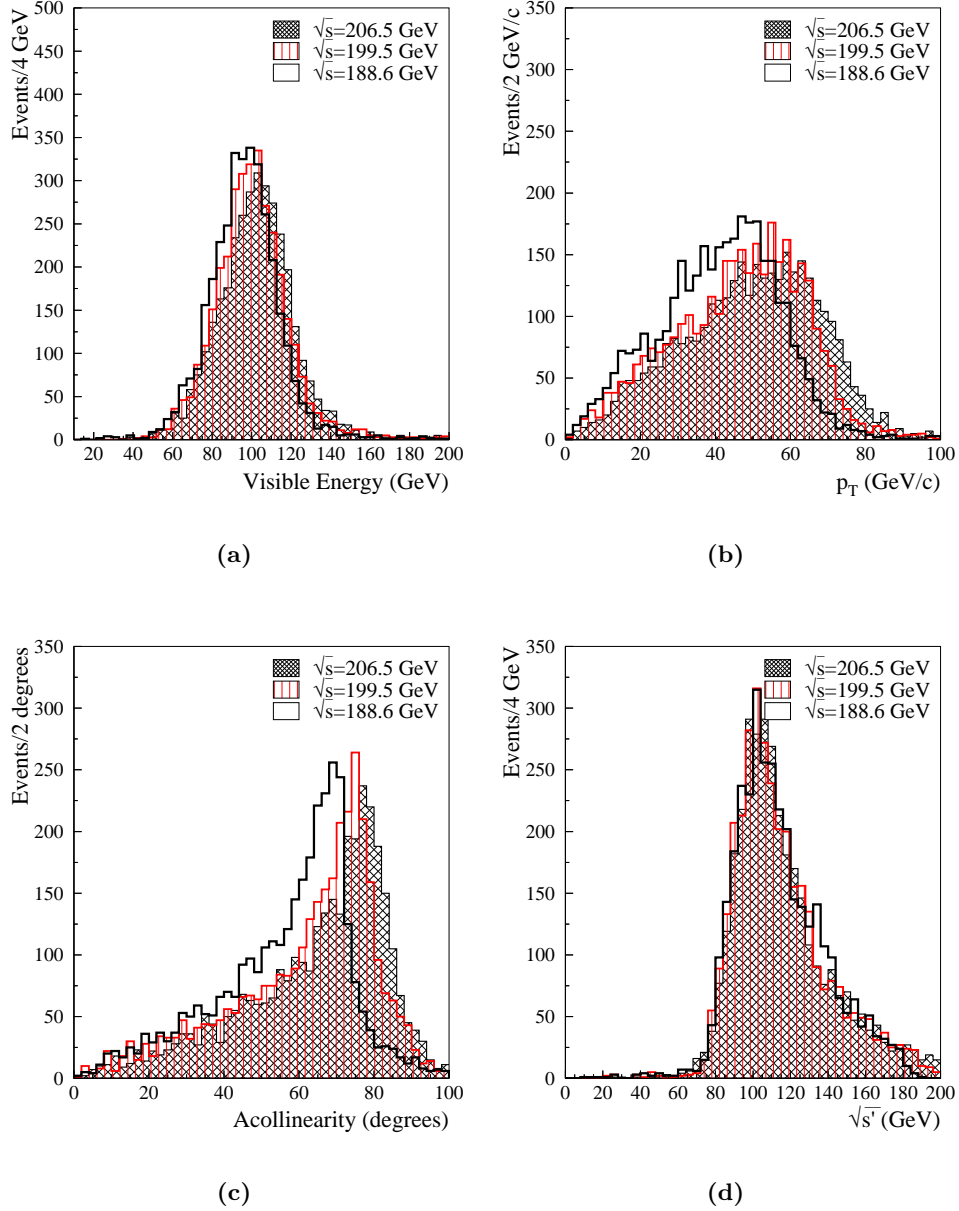 Events/4 GeV
500
450
400
350
300
250
200
150
100
50
0
√s=206.5 GeV
√s=199.5 GeV
√s=188.6 GeV
20 40 60 80 100 120 140 160 180 200
Visible Energy (GeV)
(a)
Events/2 GeV/c
350
300
250
200
150
100
50
0
√s=206.5 GeV
√s=199.5 GeV
√s=188.6 GeV
0 20 40 60 80 100
p_T (GeV/c)
(b)
Events/2 degrees
350
300
250
200
150
100
50
0
√s=206.5 GeV
√s=199.5 GeV
√s=188.6 GeV
0 20 40 60 80 100
Acollinearity (degrees)
(c)
Events/4 GeV
350
300
250
200
150
100
50
0
√s=206.5 GeV
√s=199.5 GeV
√s=188.6 GeV
0 20 40 60 80 100 120 140 160 180 200
√s' (GeV)
(d)